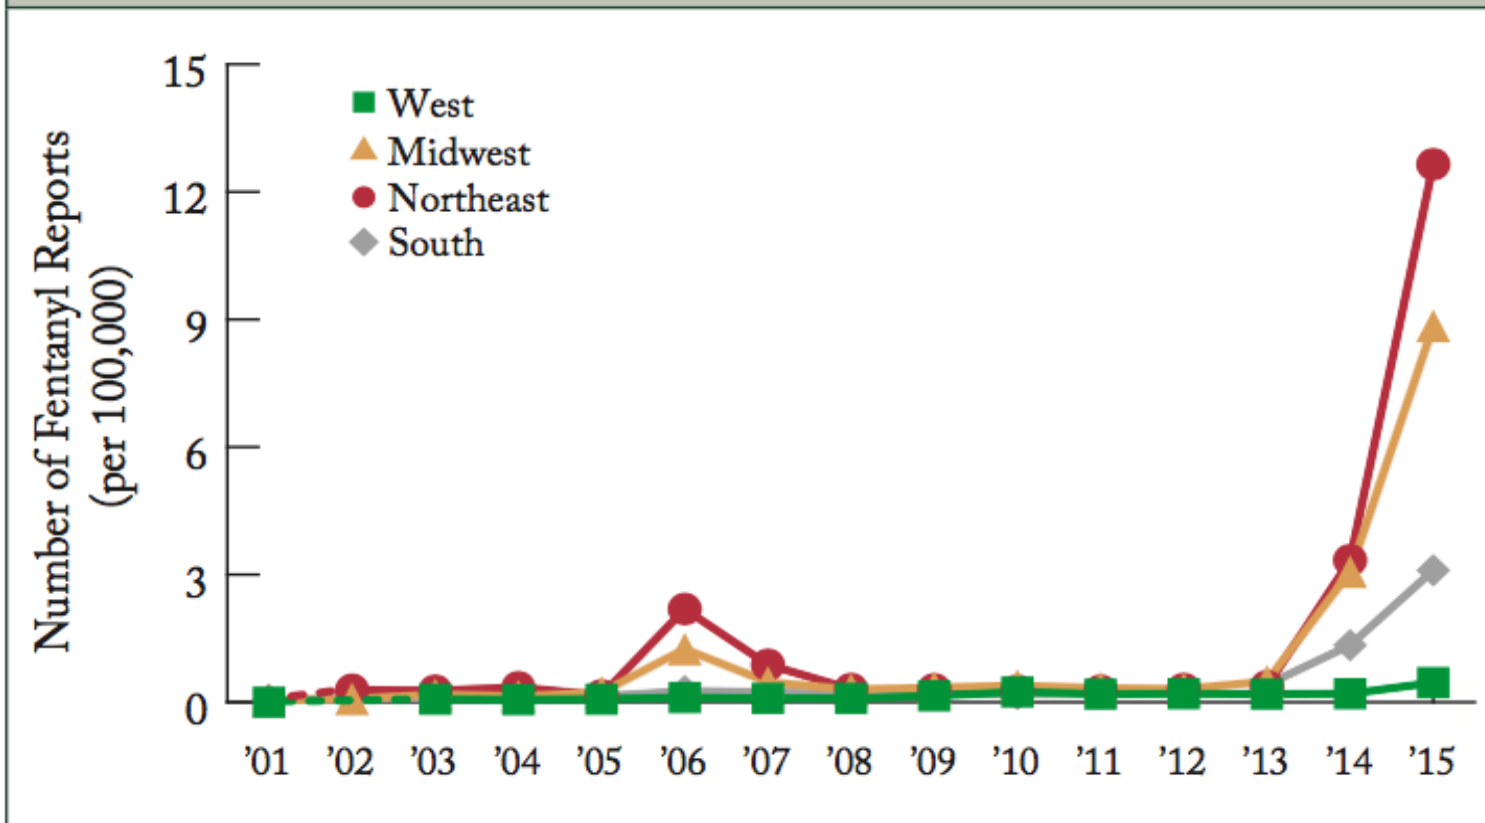 Number of Fentanyl Reports
(per 100,000)
15
12
9
6
3
0
West
Midwest
Northeast
South
’01 ’02 ’03 ’04 ’05 ’06 ’07 ’08 ’09 ’10 ’11 ’12 ’13 ’14 ’15